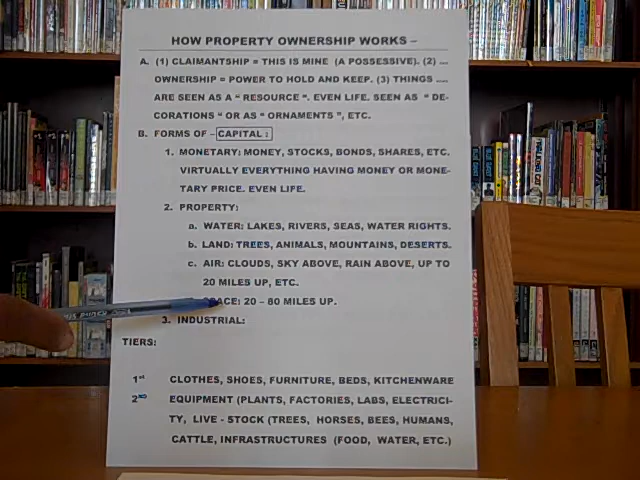 HOW PROPERTY OWNERSHIP WORKS –
A. (1) CLAIMANTSHIP = THIS IS MINE (A POSSESSIVE). (2) ...
OWNERSHIP = POWER TO HOLD AND KEEP. (3) THINGS ....
ARE SEEN AS A " RESOURCE ". EVEN LIFE. SEEN AS " DE-
CORATIONS " OR AS " ORNAMENTS ", ETC.
B. FORMS OF – CAPITAL :
1. MONETARY: MONEY, STOCKS, BONDS, SHARES, ETC.
VIRTUALLY EVERYTHING HAVING MONEY OR MONE-
TARY PRICE. EVEN LIFE.
2. PROPERTY:
a. WATER: LAKES, RIVERS, SEAS, WATER RIGHTS.
b. LAND: TREES, ANIMALS, MOUNTAINS, DESERTS.
c. AIR: CLOUDS, SKY ABOVE, RAIN ABOVE, UP TO
20 MILES UP, ETC.
20 – 80 MILES UP.
3. INDUSTRIAL:
TIERS:
1st CLOTHES, SHOES, FURNITURE, BEDS, KITCHENWARE
2ND EQUIPMENT (PLANTS, FACTORIES, LABS, ELECTRICI-
TY, LIVE - STOCK (TREES, HORSES, BEES, HUMANS,
CATTLE, INFRASTRUCTURES (FOOD, WATER, ETC.)